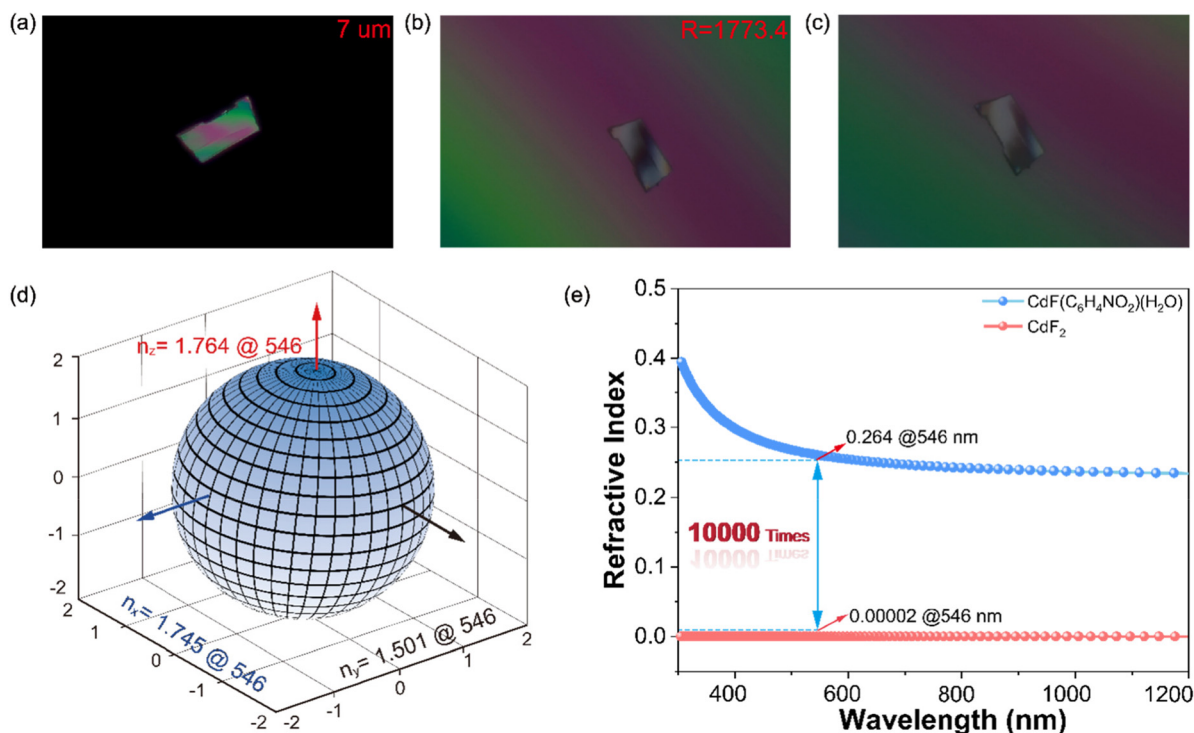 (a)
7 um
(b)
R=1773.4
(c)
(d)
n_z= 1.764 @ 546
2
1
0
-1
-2
2
1
0
-1
-2
n_x= 1.745 @ 546
-2
-1
0
1
2
n_y= 1.501 @ 546
(e)
0.5
0.4
0.3
0.2
0.1
0.0
Refractive Index
CdF(C₆H₄NO₂)(H₂O)
CdF₂
0.264 @546 nm
10000 Times
10000 Times
0.00002 @546 nm
400
600
800
1000
1200
Wavelength (nm)